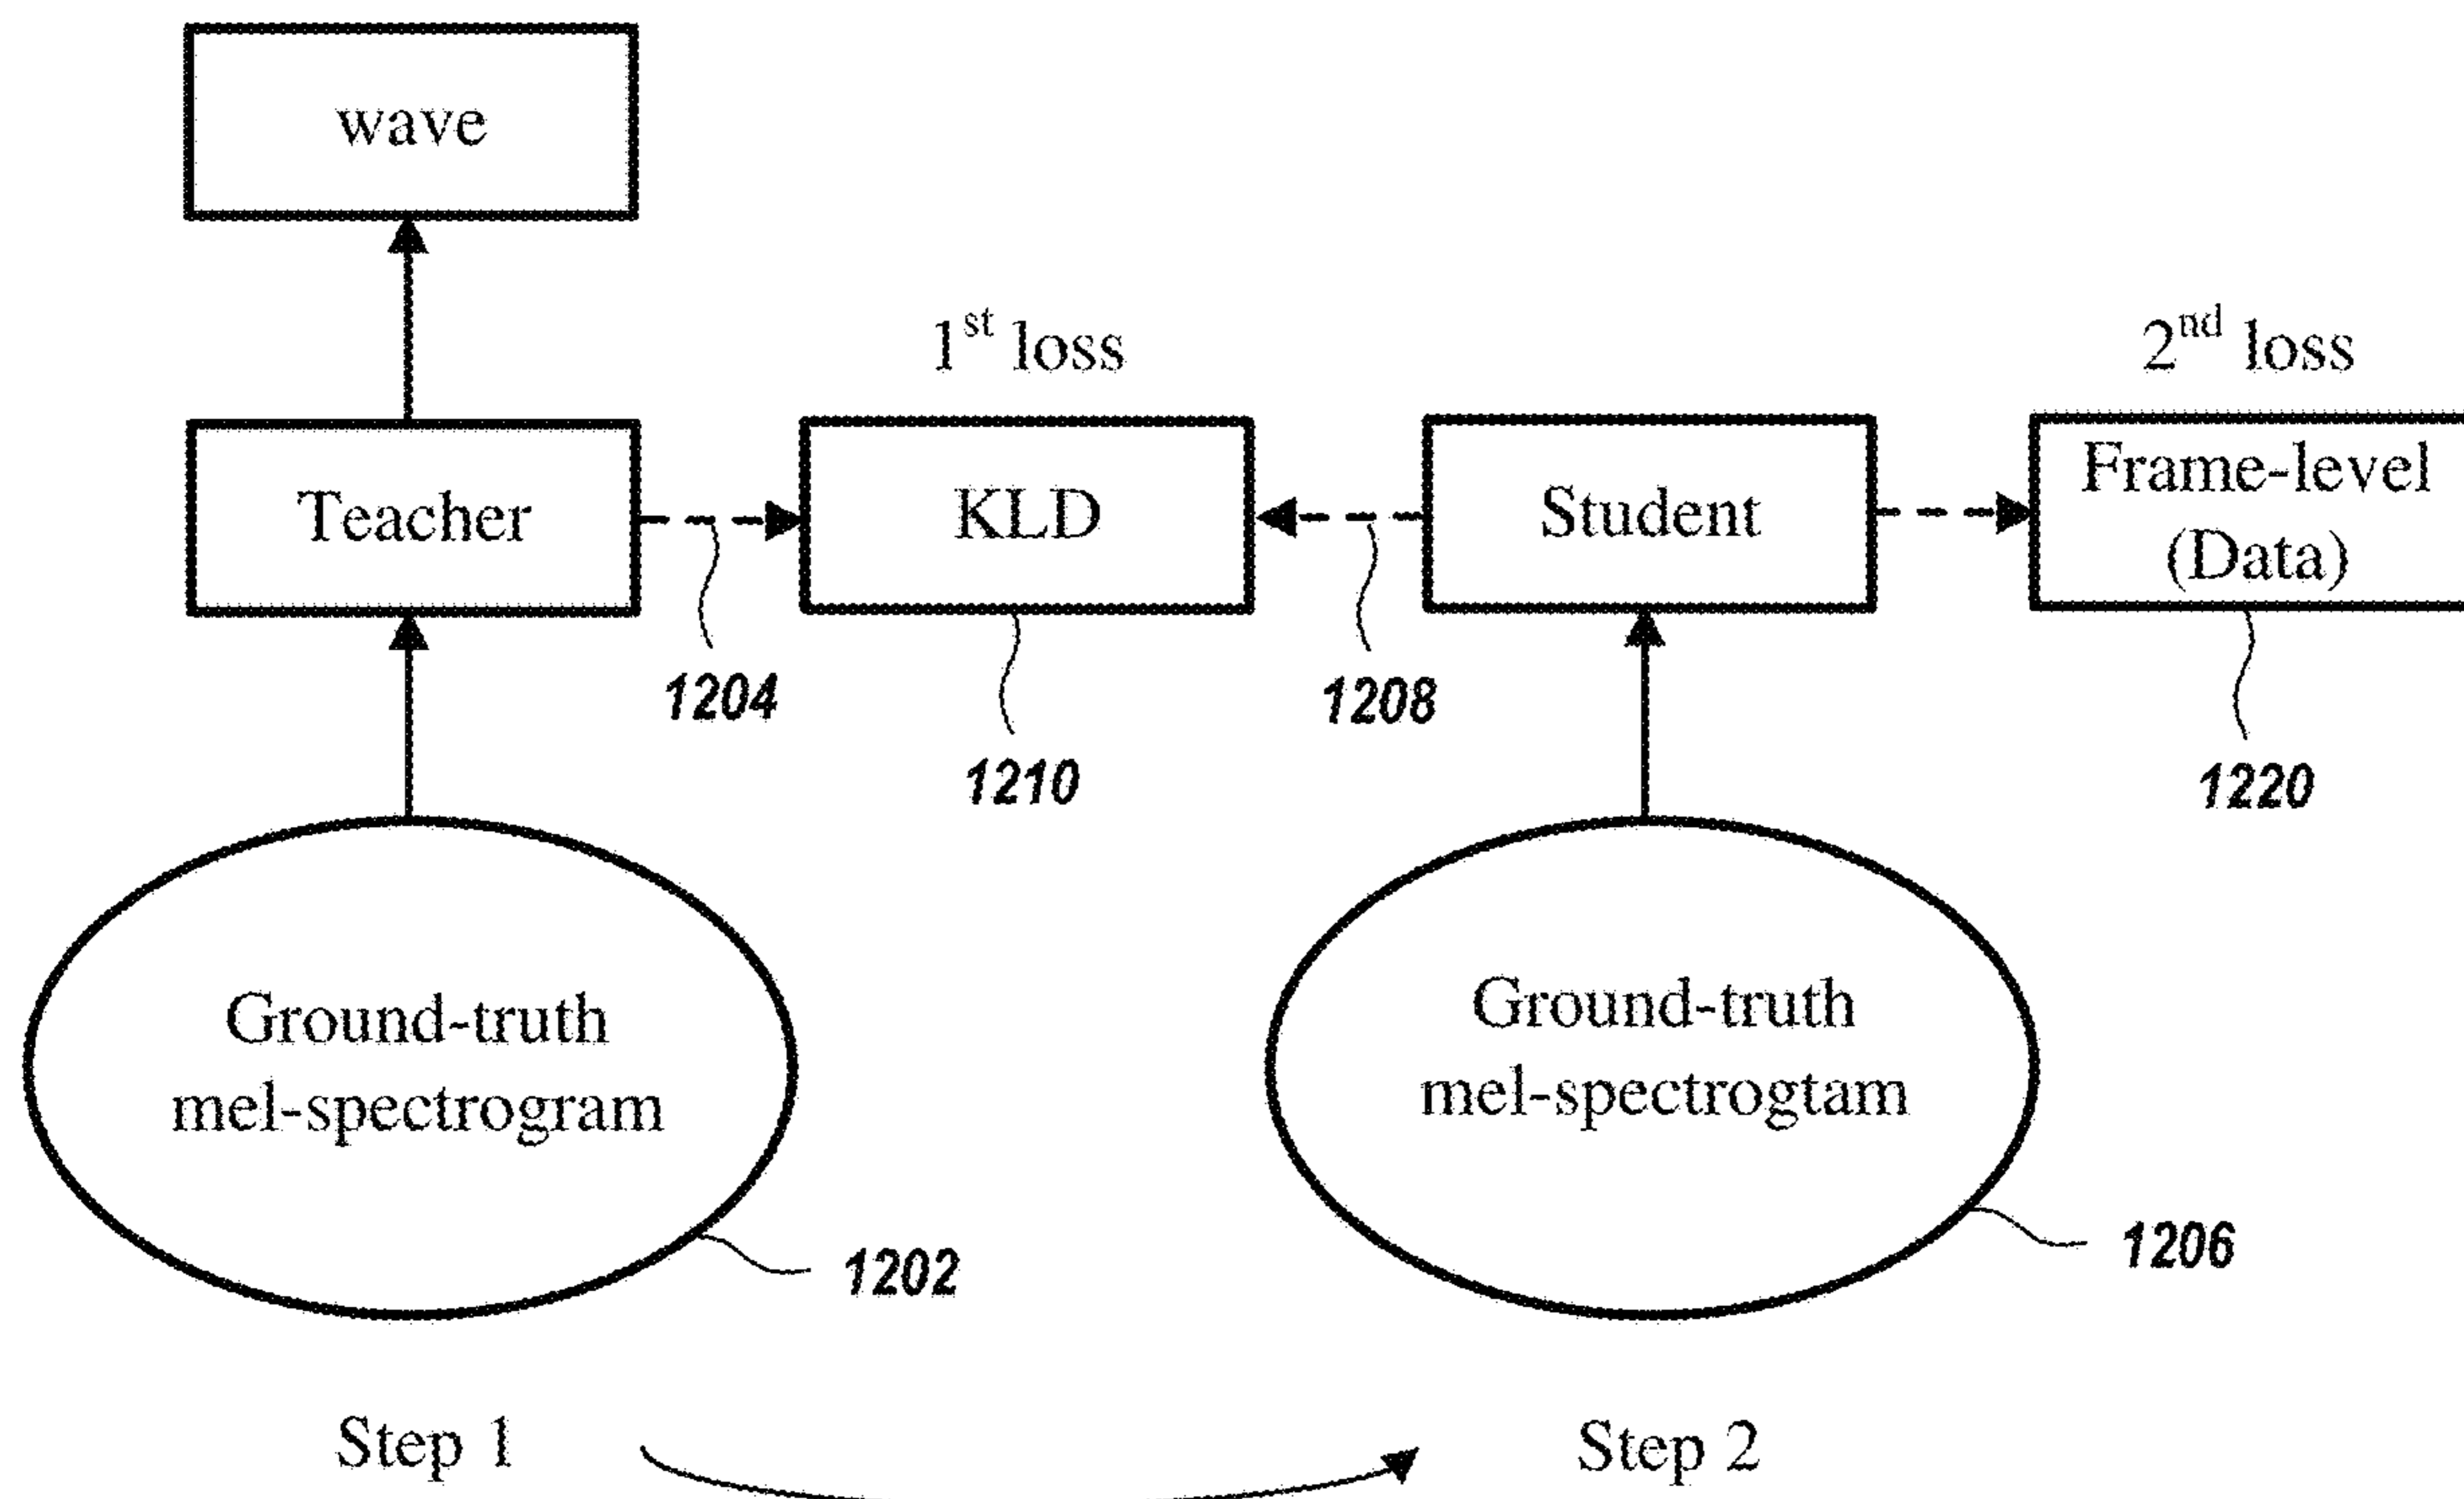 wave
1st loss
2nd loss
Teacher
KLD
Student
Frame-level
(Data)
1204
1210
1208
1220
Ground-truth
mel-spectrogram
Ground-truth
mel-spectrogtam
1202
1206
Step 1
Step 2